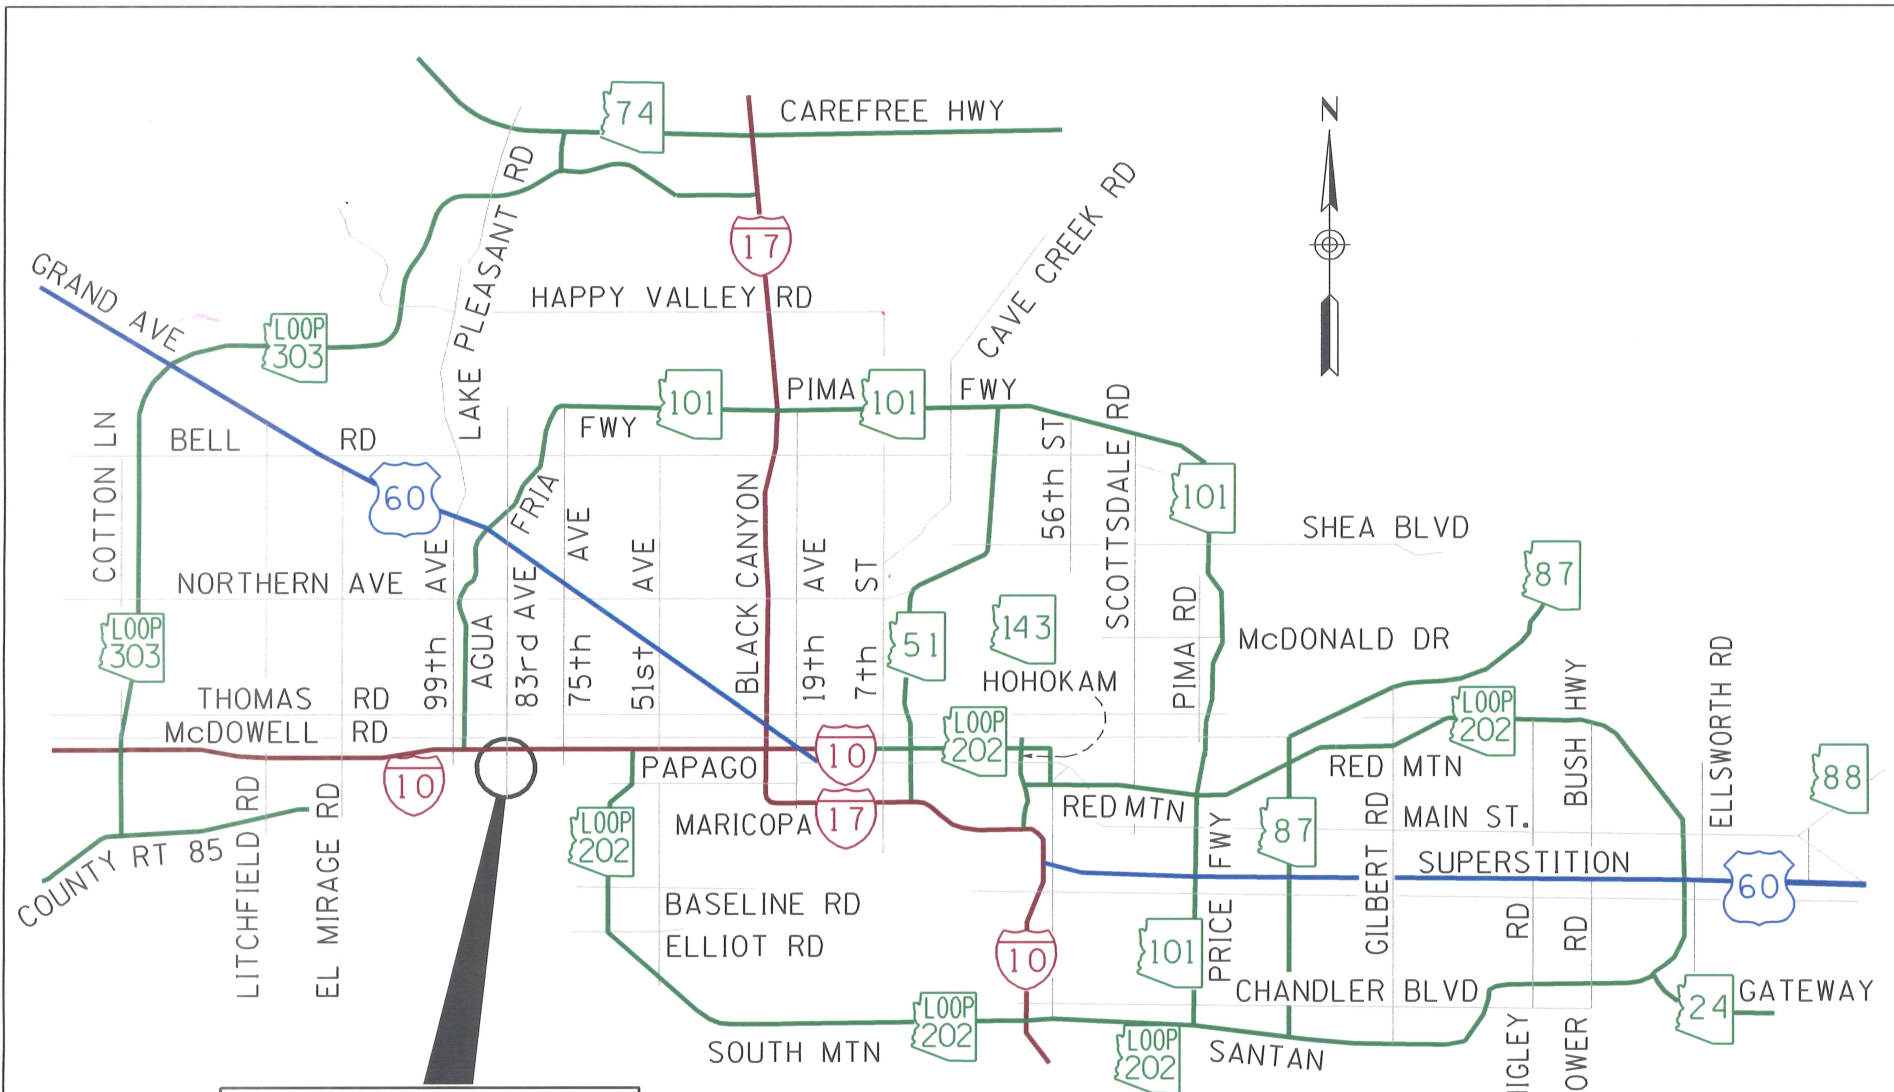 74
CAREFREE HWY
N
LAKE PLEASANT RD
17
CAVE CREEK RD
GRAND AVE
HAPPY VALLEY RD
LOOP
303
101
PIMA
101
FWY
FWY
BELL RD
COTTON LN
60
AGUA FRIA
BLACK CANYON
56th ST
SCOTTSDALE RD
101
SHEA BLVD
NORTHERN AVE
99th AVE
83rd AVE
75th AVE
51st AVE
19th AVE
7th ST
87
LOOP
303
51
143
PIMA RD
McDONALD DR
HOHOKAM
THOMAS RD
McDOWELL RD
LOOP
202
LOOP
202
BUSH HWY
ELLSWORTH RD
10
PAPAGO
10
RED MTN
88
LITCHFIELD RD
EL MIRAGE RD
LOOP
202
MARICOPA
17
RED MTN
PRICE FWY
87
GILBERT RD
MAIN ST.
COUNTY RT 85
SUPERSTITION
60
BASELINE RD
ELLIOT RD
10
101
RD
RD
CHANDLER BLVD
24
GATEWAY
LOOP
202
SOUTH MTN
LOOP
202
SANTAN
IGLEY
OWER